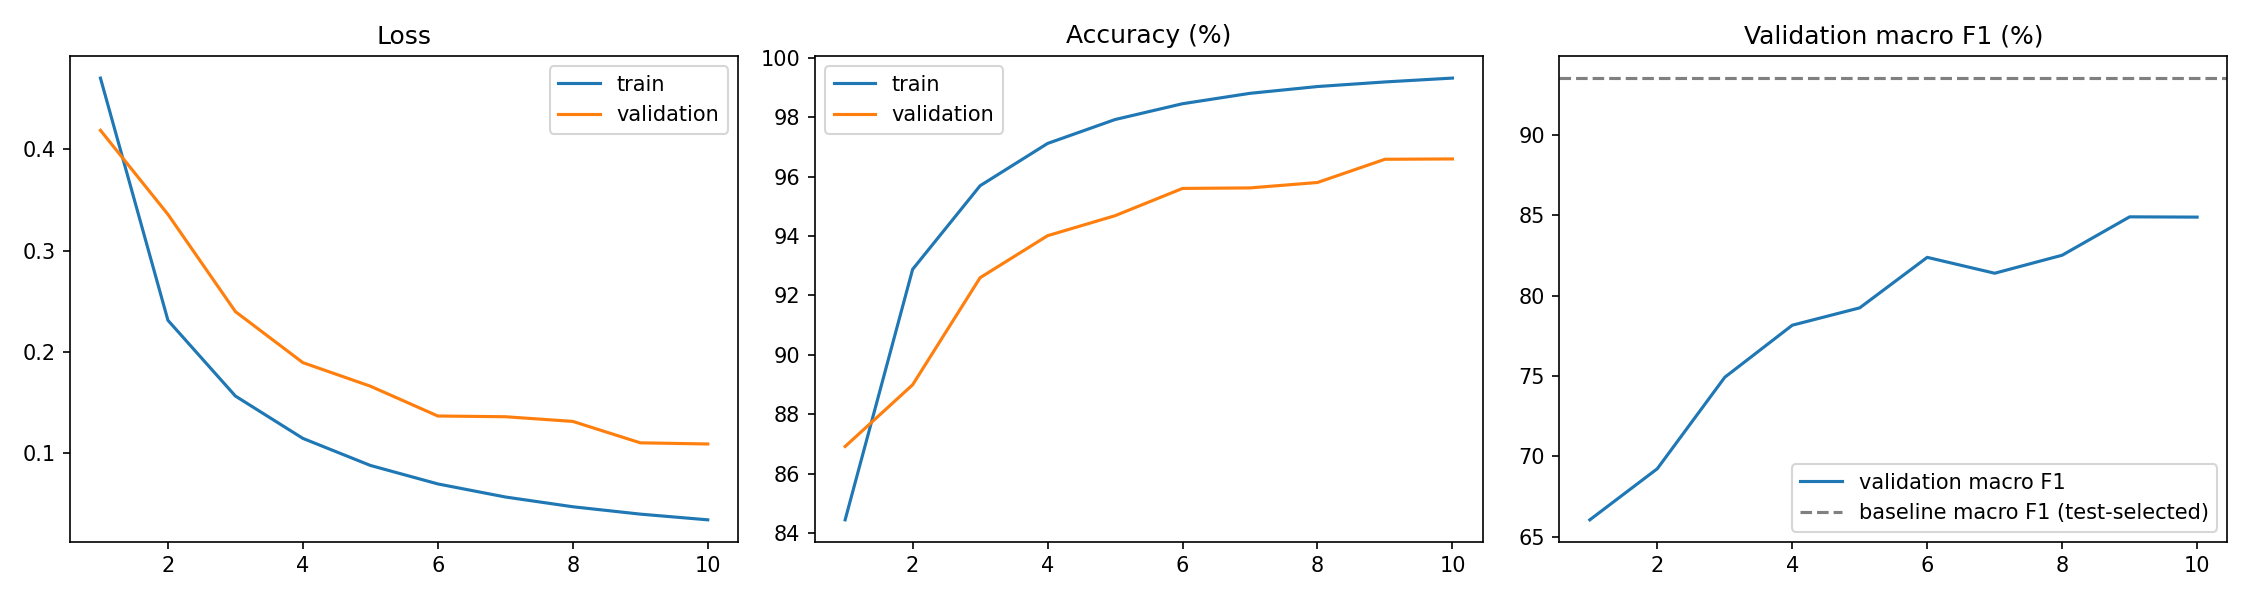 Loss
train
validation
0.4
0.3
0.2
0.1
2 4 6 8 10
Accuracy (%)
train
validation
100
98
96
94
92
90
88
86
84
2 4 6 8 10
Validation macro F1 (%)
90
85
80
75
70
65
validation macro F1
baseline macro F1 (test-selected)
2 4 6 8 10